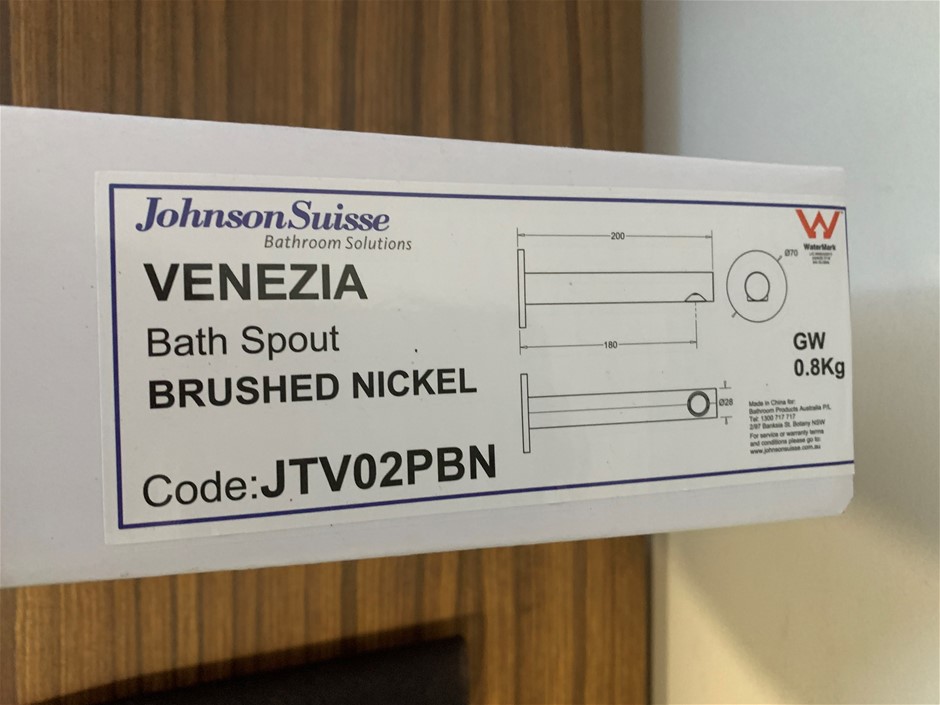 JohnsonSuisse
Bathroom Solutions
VENEZIA
Bath Spout
BRUSHED NICKEL
Code:JTV02PBN
200
180
Ø70
Ø28
WaterMark
GW
0.8Kg
Made in China for:
Bathroom Products Australia P/L
Tel: 1300 717 717
2/97 Banksia St. Botany NSW
For service or warranty terms
and conditions please go to:
www.johnsonsuisse.com.au